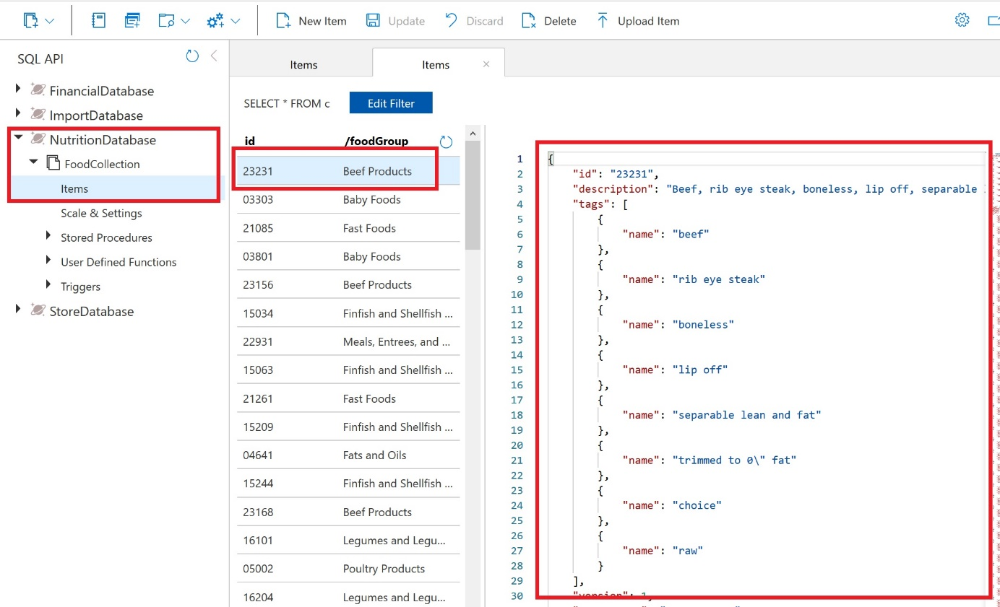 New Item Update Discard Delete Upload Item
SQL API
FinancialDatabase
ImportDatabase
NutritionDatabase
FoodCollection
Items
Scale & Settings
Stored Procedures
User Defined Functions
Triggers
StoreDatabase
Items Items
SELECT * FROM c Edit Filter
id /foodGroup
23231 Beef Products
03303 Baby Foods
21085 Fast Foods
03801 Baby Foods
23156 Beef Products
15034 Finfish and Shellfish ...
22931 Meals, Entrees, and ...
15063 Finfish and Shellfish ...
21261 Fast Foods
15209 Finfish and Shellfish ...
04641 Fats and Oils
15244 Finfish and Shellfish ...
23168 Beef Products
16101 Legumes and Legu...
05002 Poultry Products
16204 Legumes and Legu...
1 {
2 "id": "23231",
3 "description": "Beef, rib eye steak, boneless, lip off, separable
4 "tags": [
5 {
6 "name": "beef"
7 },
8 {
9 "name": "rib eye steak"
10 },
11 {
12 "name": "boneless"
13 },
14 {
15 "name": "lip off"
16 },
17 {
18 "name": "separable lean and fat"
19 },
20 {
21 "name": "trimmed to 0\" fat"
22 },
23 {
24 "name": "choice"
25 },
26 {
27 "name": "raw"
28 }
29 ],
30 "version": 1,